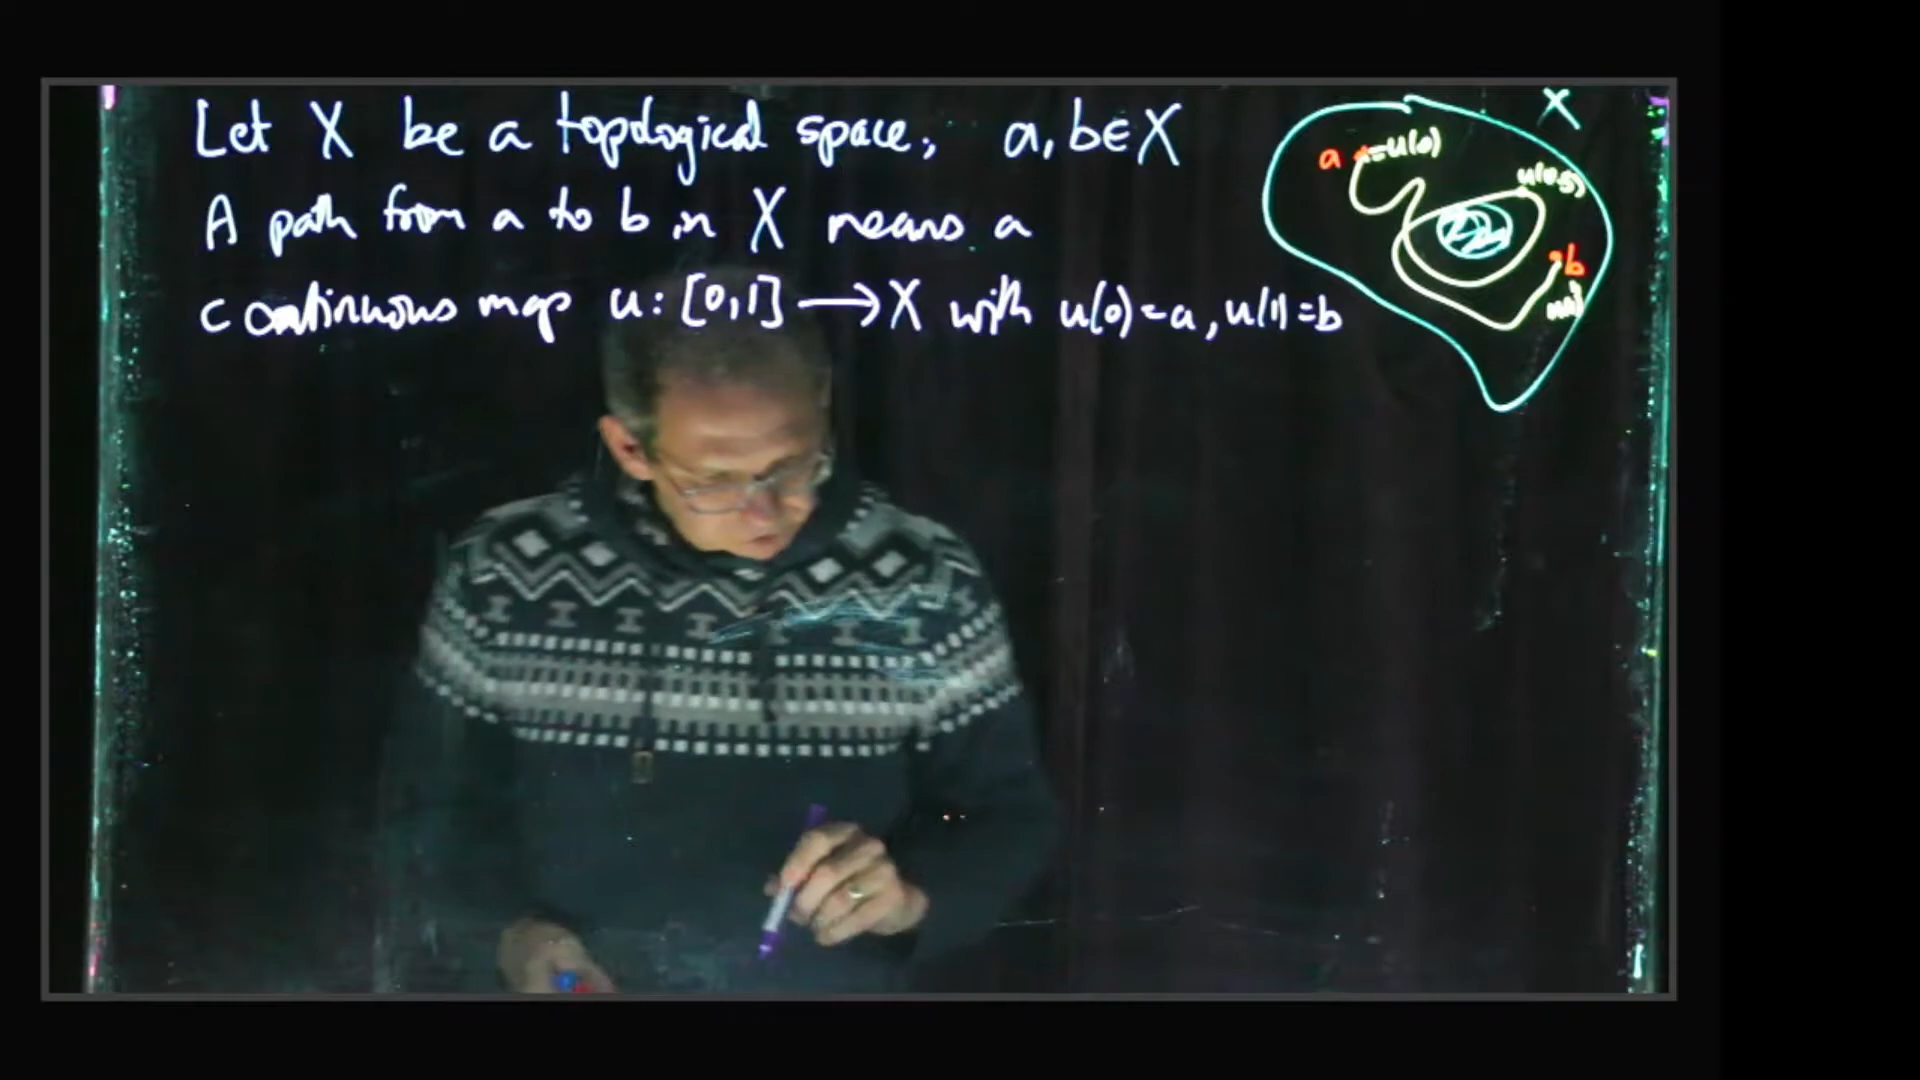 Let X be a topological space; a, b ∈ X
A path from a to b in X means a
continuous map u: [0,1] → X with u(0)=a, u(1)=b
X
a =u(0)
u(0.5)
b
u(1)